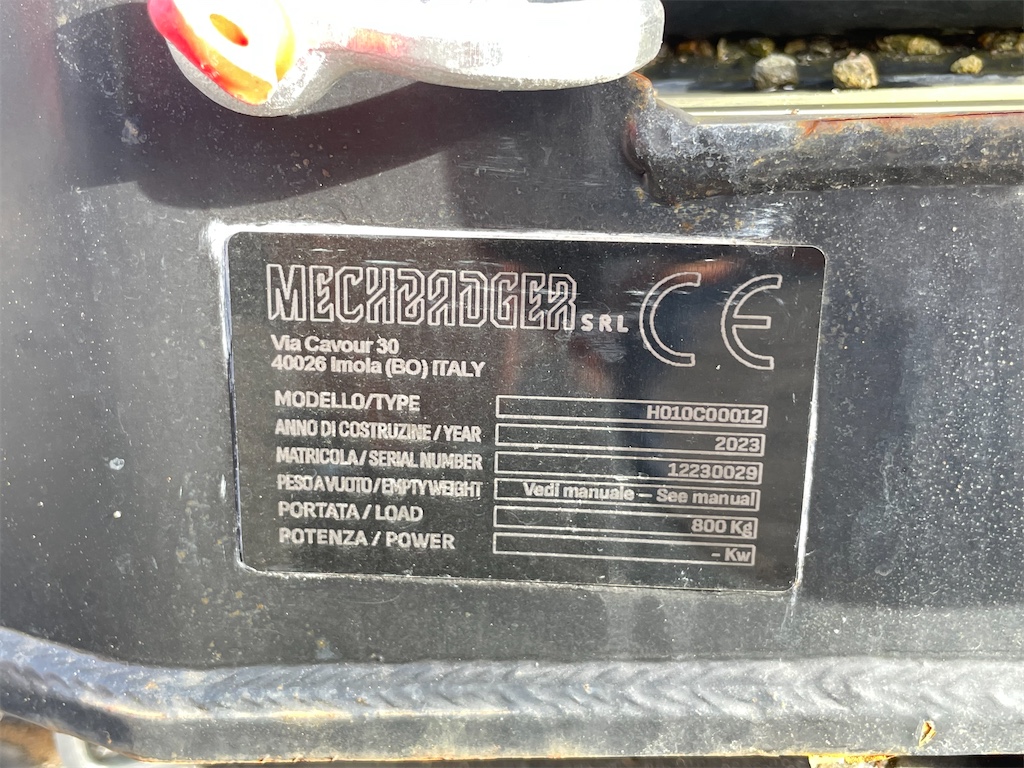 MECHBADGER SRL
CE
Via Cavour 30
40026 Imola (BO) ITALY
MODELLO/TYPE H010C00012
ANNO DI COSTRUZINE/YEAR 2023
MATRICOLA/SERIAL NUMBER 12230029
PESO A VUOTO/EMPTY WEIGHT Vedi manuale – See manual
PORTATA/LOAD 800 Kg
POTENZA/POWER - Kw